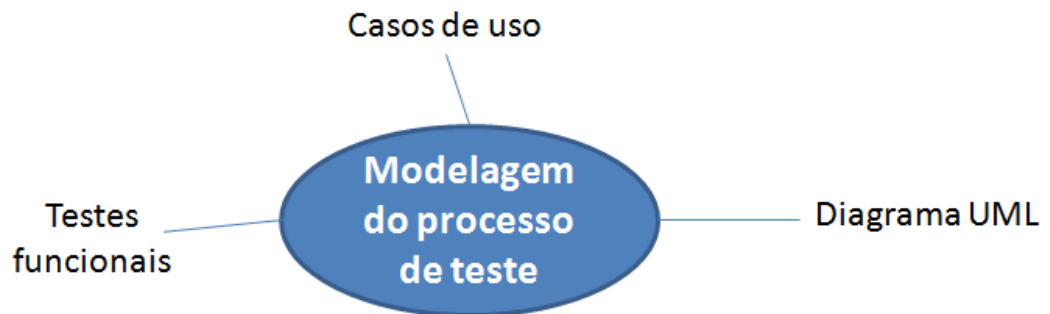 Casos de uso
Modelagem
do processo
de teste
Testes
funcionais
Diagrama UML